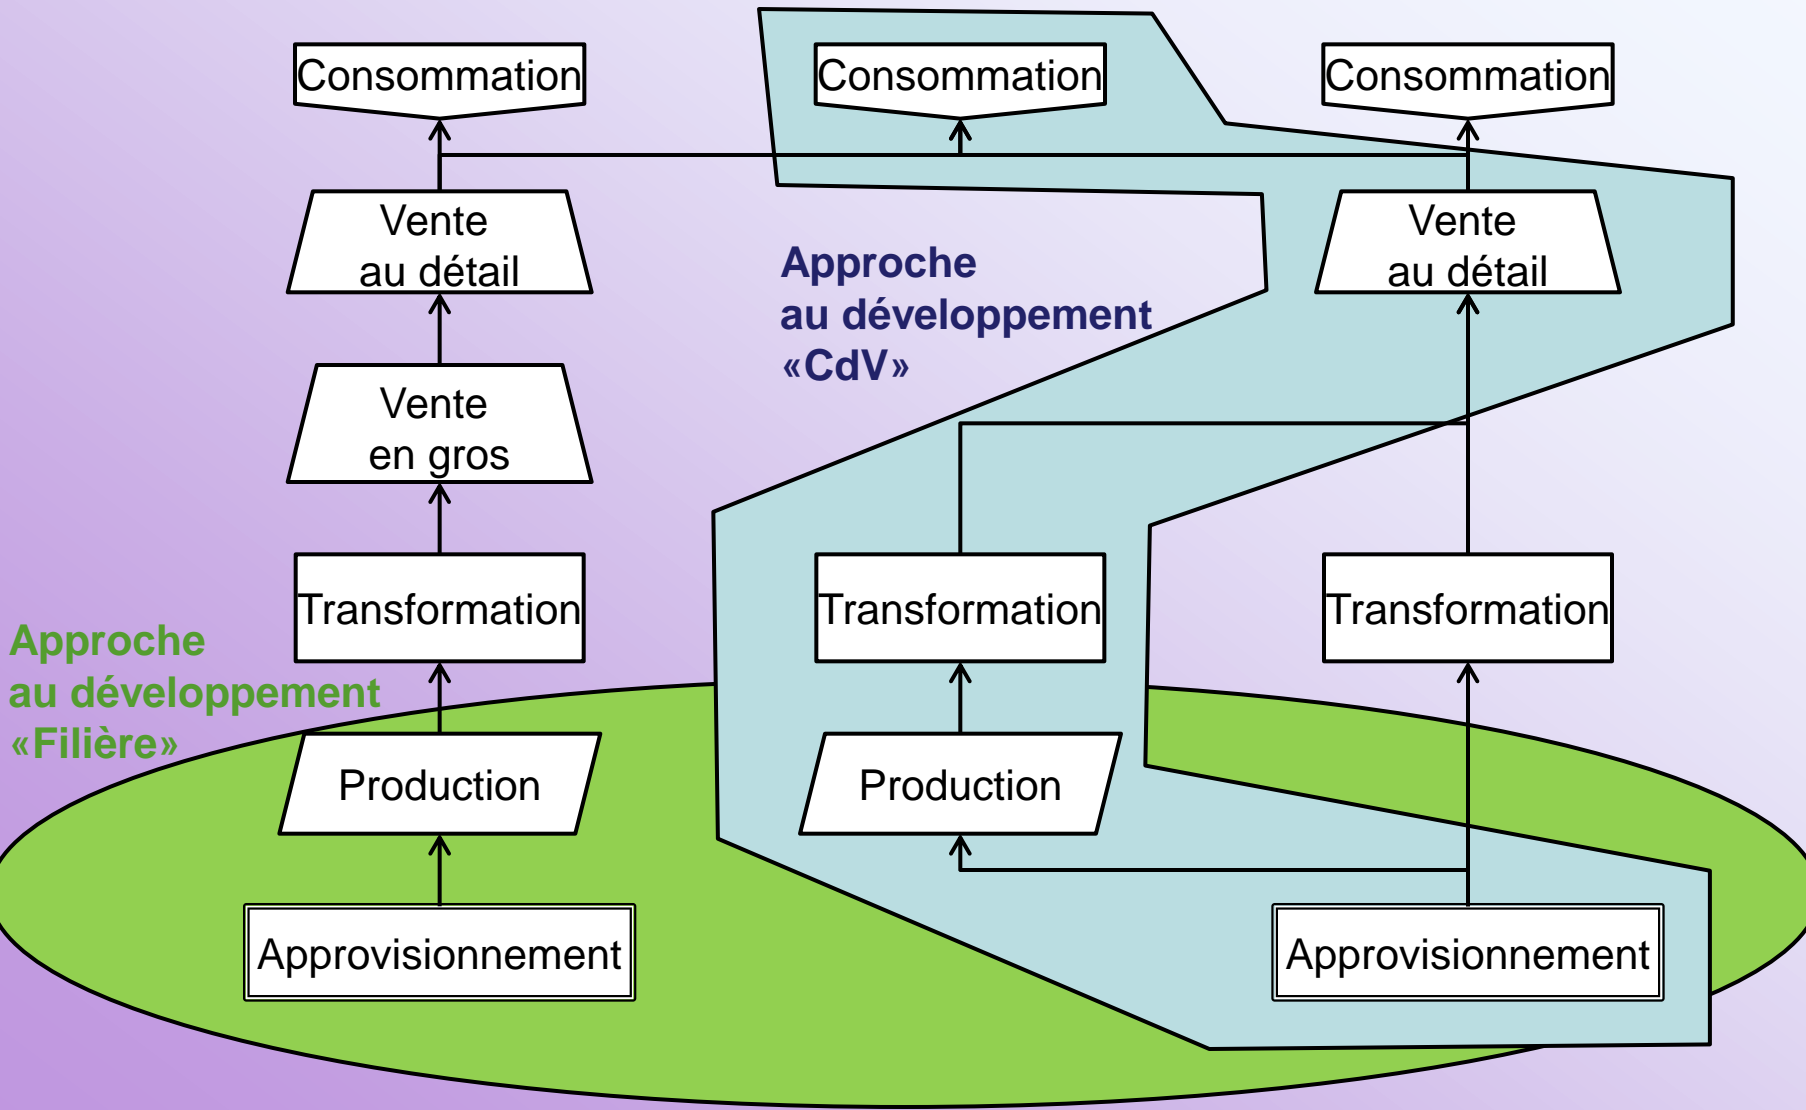 Consommation
Consommation
Consommation
Vente
au détail
Vente
au détail
Approche
au développement
«CdV»
Vente
en gros
Transformation
Transformation
Transformation
Approche
au développement
«Filière»
Production
Production
Approvisionnement
Approvisionnement